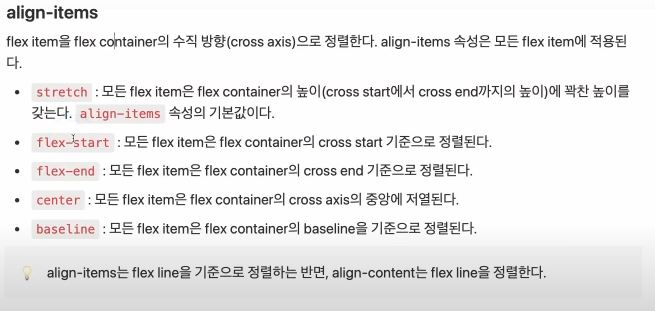 align-items
flex item을 flex container의 수직 방향(cross axis)으로 정렬한다. align-items 속성은 모든 flex item에 적용된
다.
• stretch : 모든 flex item은 flex container의 높이(cross start에서 cross end까지의 높이)에 꽉찬 높이를
갖는다. align-items 속성의 기본값이다.
• flex-start : 모든 flex item은 flex container의 cross start 기준으로 정렬된다.
• flex-end : 모든 flex item은 flex container의 cross end 기준으로 정렬된다.
• center : 모든 flex item은 flex container의 cross axis의 중앙에 저열된다.
• baseline : 모든 flex item은 flex container의 baseline을 기준으로 정렬된다.
💡 align-items는 flex line을 기준으로 정렬하는 반면, align-content는 flex line을 정렬한다.